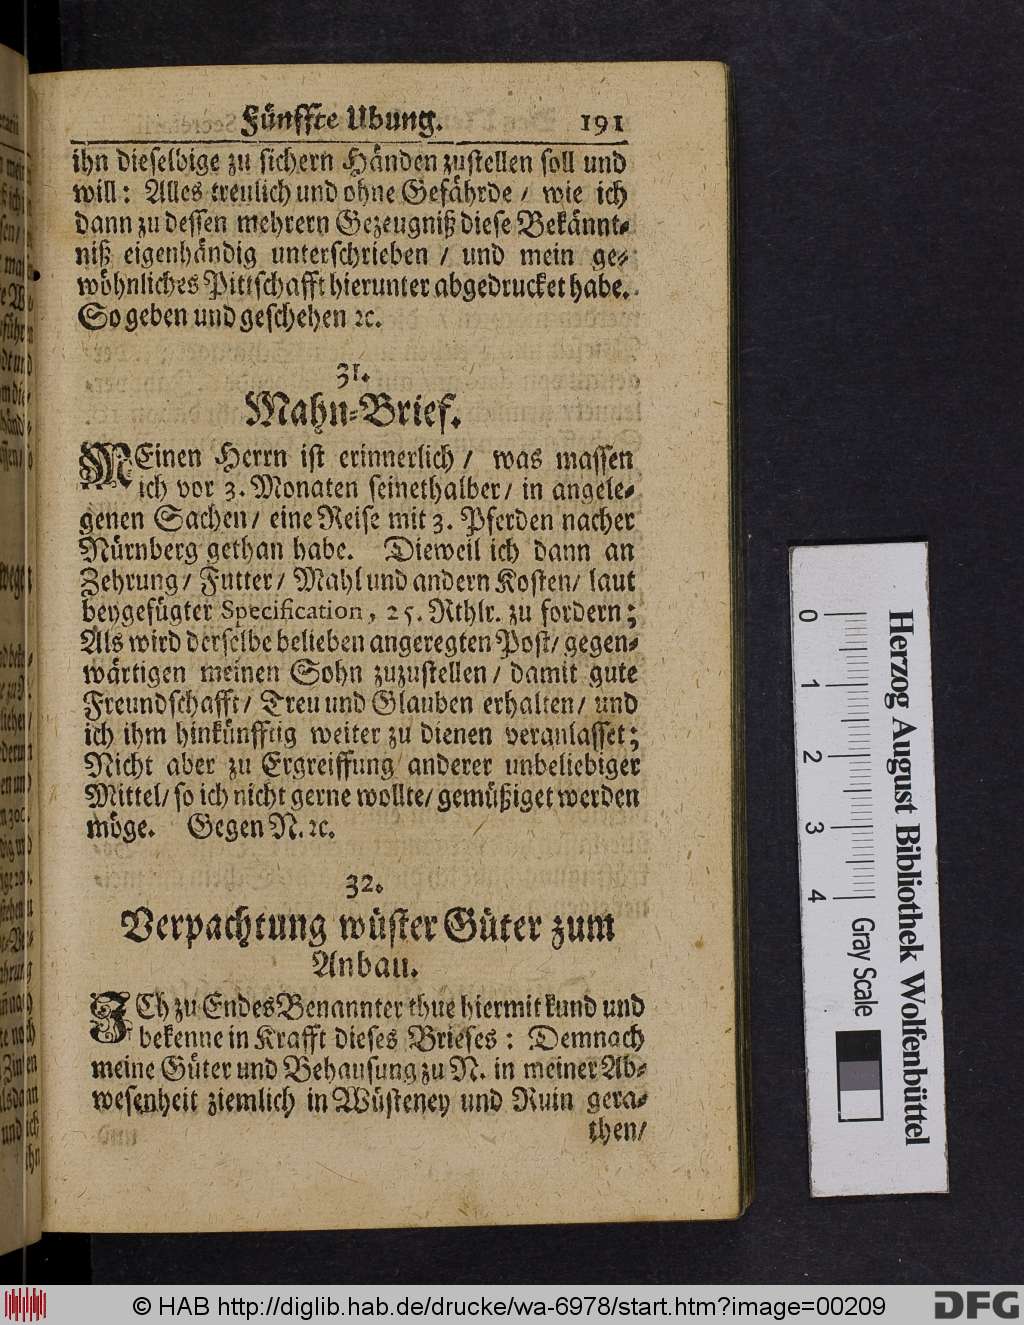 Fünffte Ubung. 191
ihn dieselbige zu sichern Händen zustellen soll und
will: Alles treulich und ohne Gefährde / wie ich
dann zu dessen mehrern Gezeugniß diese Bekännt-
niß eigenhändig unterschrieben / und mein ge-
wöhnliches Pittschafft hierunter abgedrucket habe.
So geben und geschehen ꝛc.
31.
Mahn-Brief.
MEinen Herrn ist erinnerlich / was massen
ich vor 3. Monaten seinethalber / in angele-
genen Sachen / eine Reise mit 3. Pferden nacher
Nürnberg gethan habe. Dieweil ich dann an
Zehrung / Futter / Mahl und andern Kosten / laut
beygefügter Specification, 25. Rthlr. zu fordern;
Als wird derselbe belieben angeregten Post / gegen-
wärtigen meinen Sohn zuzustellen / damit gute
Freundschafft / Treu und Glauben erhalten / und
ich ihm hinkünfftig weiter zu dienen veranlasset;
Nicht aber zu Ergreiffung anderer unbeliebiger
Mittel / so ich nicht gerne wollte / gemüßiget werden
möge. Gegen N. ꝛc.
32.
Verpachtung wüster Güter zum
Anbau.
ICh zu Endes Benannter thue hiermit kund und
bekenne in Krafft dieses Brieses: Demnach
meine Güter und Behausung zu N. in meiner Ab-
wesenheit ziemlich in Wüsteney und Ruin gera-
then /
0 1 2 3 4
Herzog August Bibliothek Wolfenbüttel
Gray Scale
© HAB http://diglib.hab.de/drucke/wa-6978/start.htm?image=00209
DFG